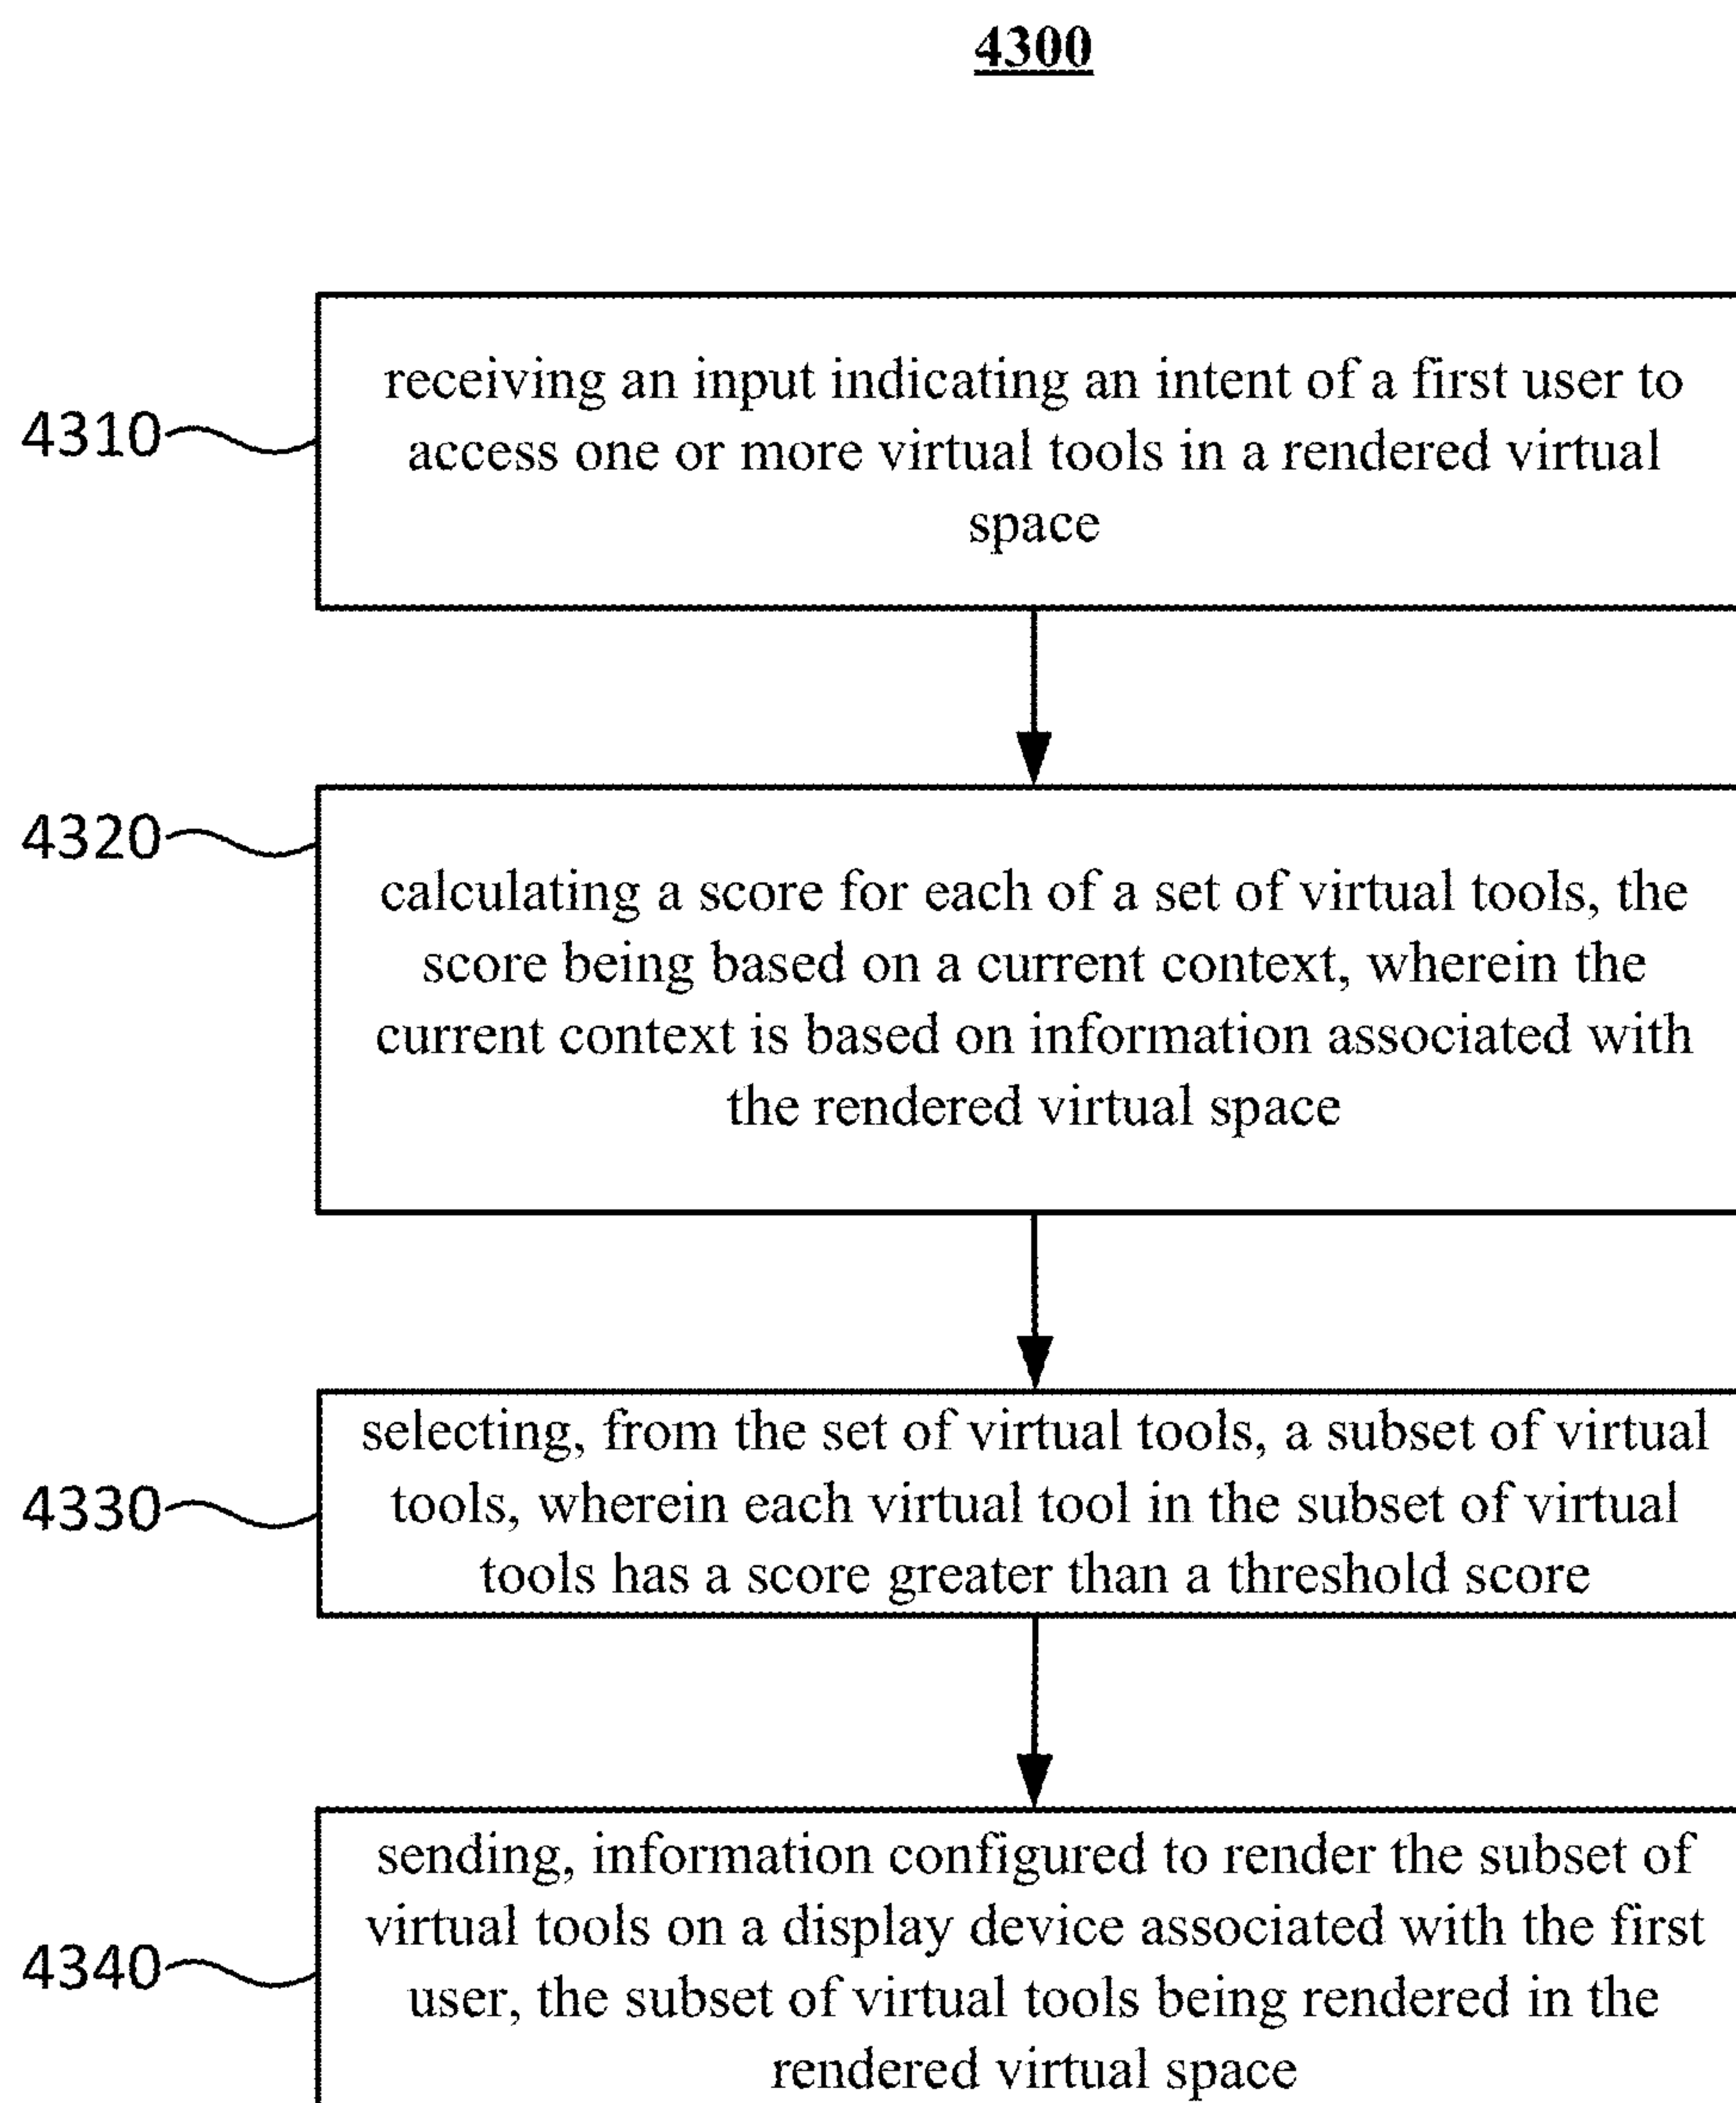 4300
4310
receiving an input indicating an intent of a first user to
access one or more virtual tools in a rendered virtual
space
4320
calculating a score for each of a set of virtual tools, the
score being based on a current context, wherein the
current context is based on information associated with
the rendered virtual space
4330
selecting, from the set of virtual tools, a subset of virtual
tools, wherein each virtual tool in the subset of virtual
tools has a score greater than a threshold score
4340
sending, information configured to render the subset of
virtual tools on a display device associated with the first
user, the subset of virtual tools being rendered in the
rendered virtual space